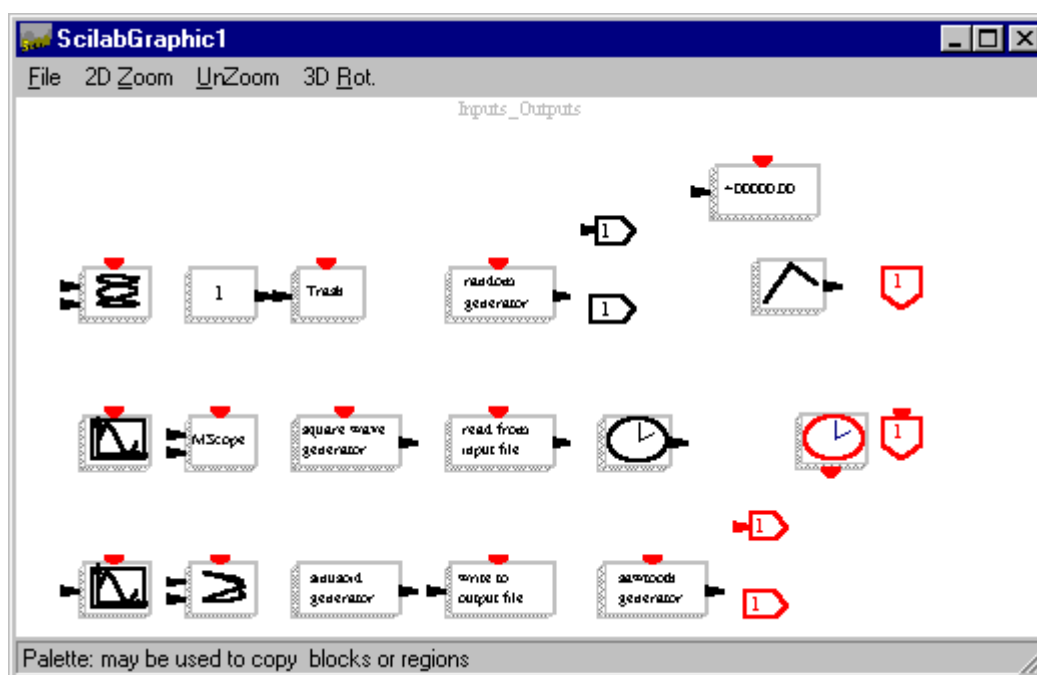 ScilabGraphic1
File 2D Zoom UnZoom 3D Rot.
Inputs_Outputs
+00000.00
1
1
Trash
random
generator
1
1
MScope
square wave
generator
read from
input file
1
1
sinusoid
generator
write to
output file
sawtooth
generator
1
Palette: may be used to copy blocks or regions